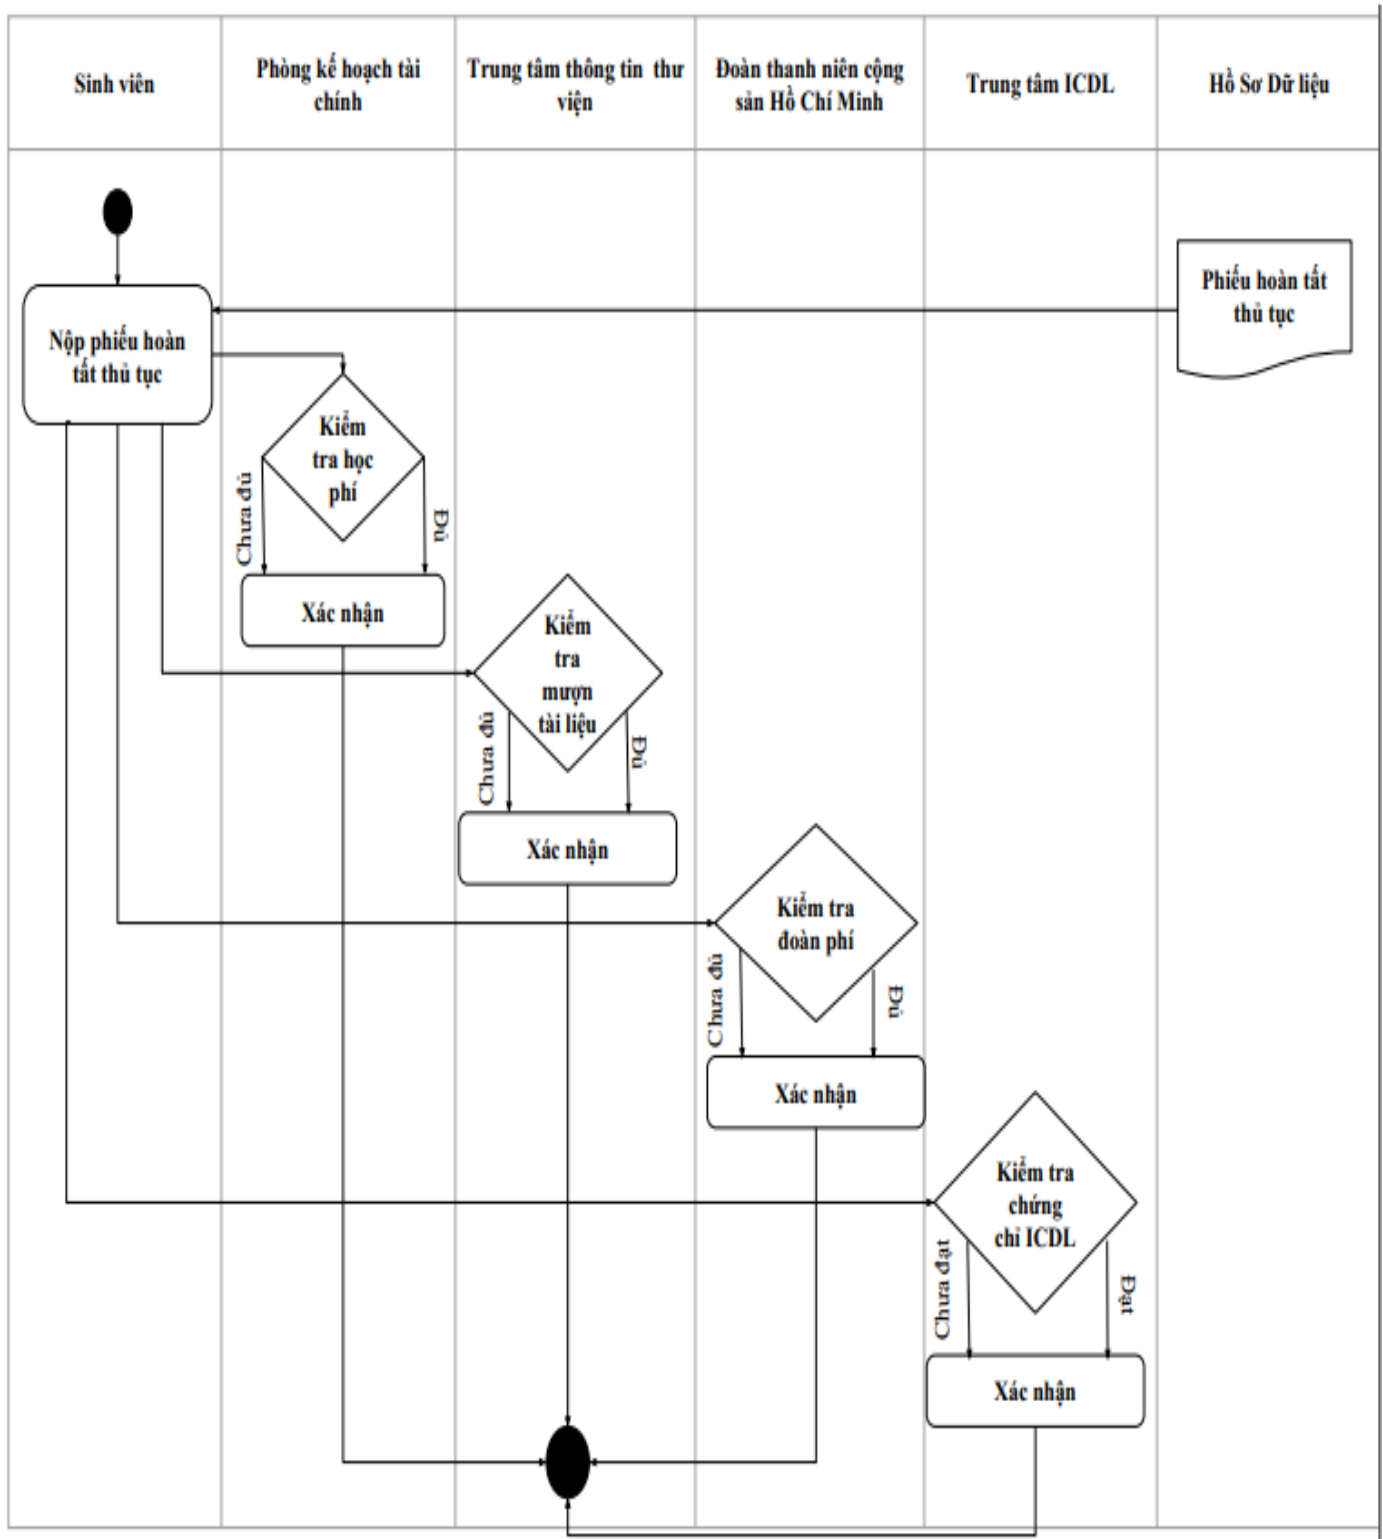 Sinh viên
Phòng kế hoạch tài
chính
Trung tâm thông tin thư
viện
Đoàn thanh niên cộng
sản Hồ Chí Minh
Trung tâm ICDL
Hồ Sơ Dữ liệu
Phiếu hoàn tất
thủ tục
Nộp phiếu hoàn
tất thủ tục
Kiểm
tra học
phí
Chưa đủ
Đủ
Xác nhận
Kiểm
tra
mượn
tài liệu
Chưa đủ
Đủ
Xác nhận
Kiểm tra
đoàn phí
Chưa đủ
Đủ
Xác nhận
Kiểm tra
chứng
chỉ ICDL
Chưa đạt
Đạt
Xác nhận